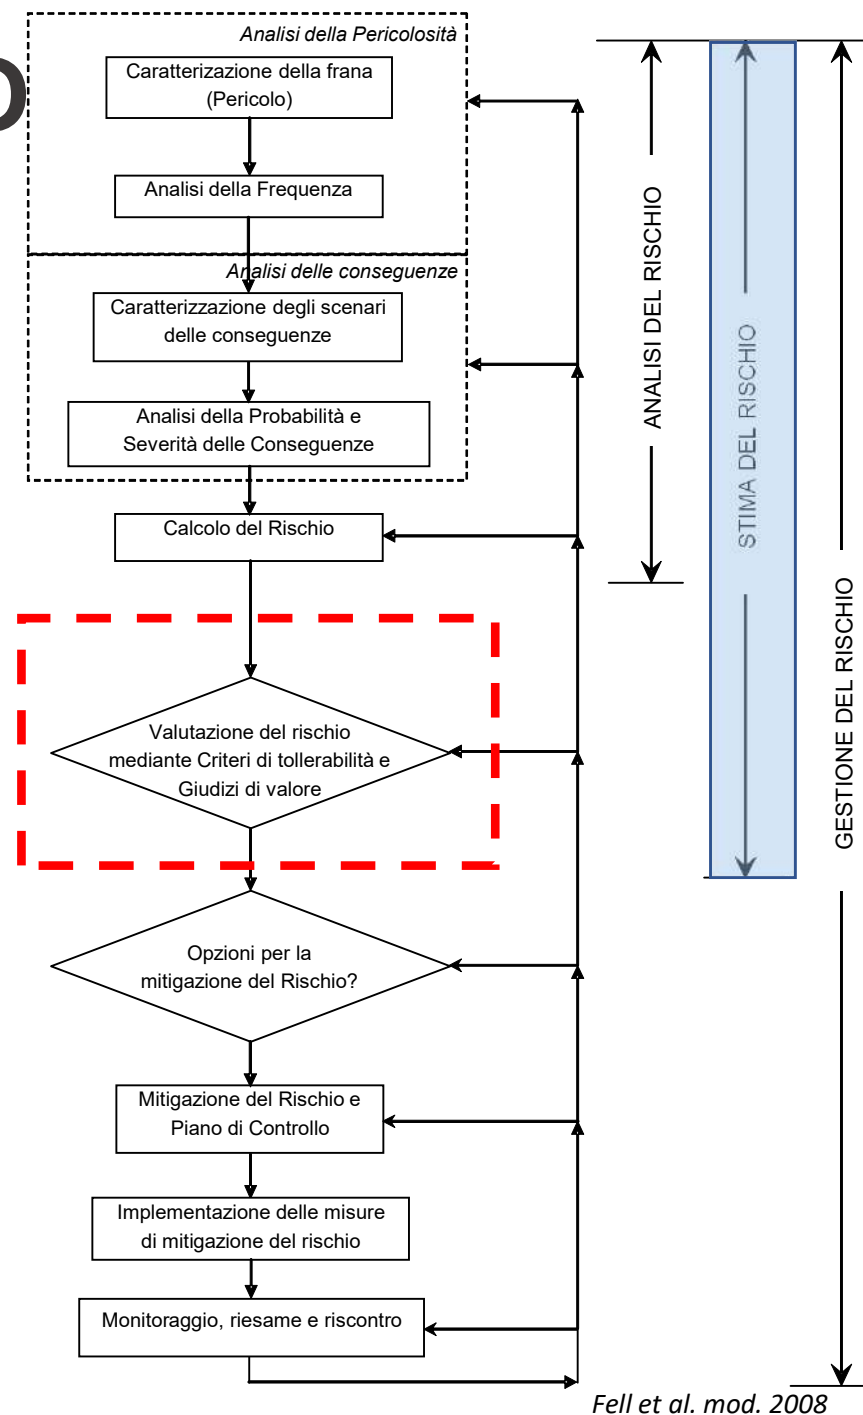 Analisi della Pericolosità
Caratterizazione della frana
(Pericolo)
Analisi della Frequenza
Analisi delle conseguenze
Caratterizzazione degli scenari
delle conseguenze
Analisi della Probabilità e
Severità delle Conseguenze
Calcolo del Rischio
Valutazione del rischio
mediante Criteri di tollerabilità e
Giudizi di valore
Opzioni per la
mitigazione del Rischio?
Mitigazione del Rischio e
Piano di Controllo
Implementazione delle misure
di mitigazione del rischio
Monitoraggio, riesame e riscontro
ANALISI DEL RISCHIO
STIMA DEL RISCHIO
GESTIONE DEL RISCHIO
Fell et al. mod. 2008